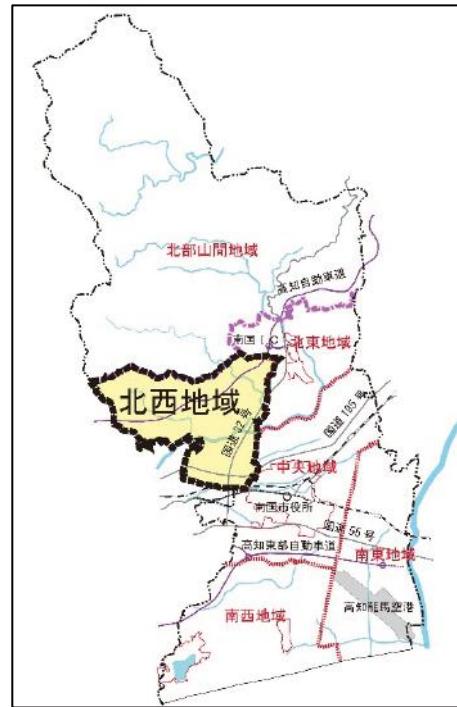 北部山間地域
高知自動車道
南国IC
北東地域
北西地域
国道32号
国道195号
中央地域
南国市役所
国道55号
高知東部自動車道
南東地域
高知龍馬空港
南西地域